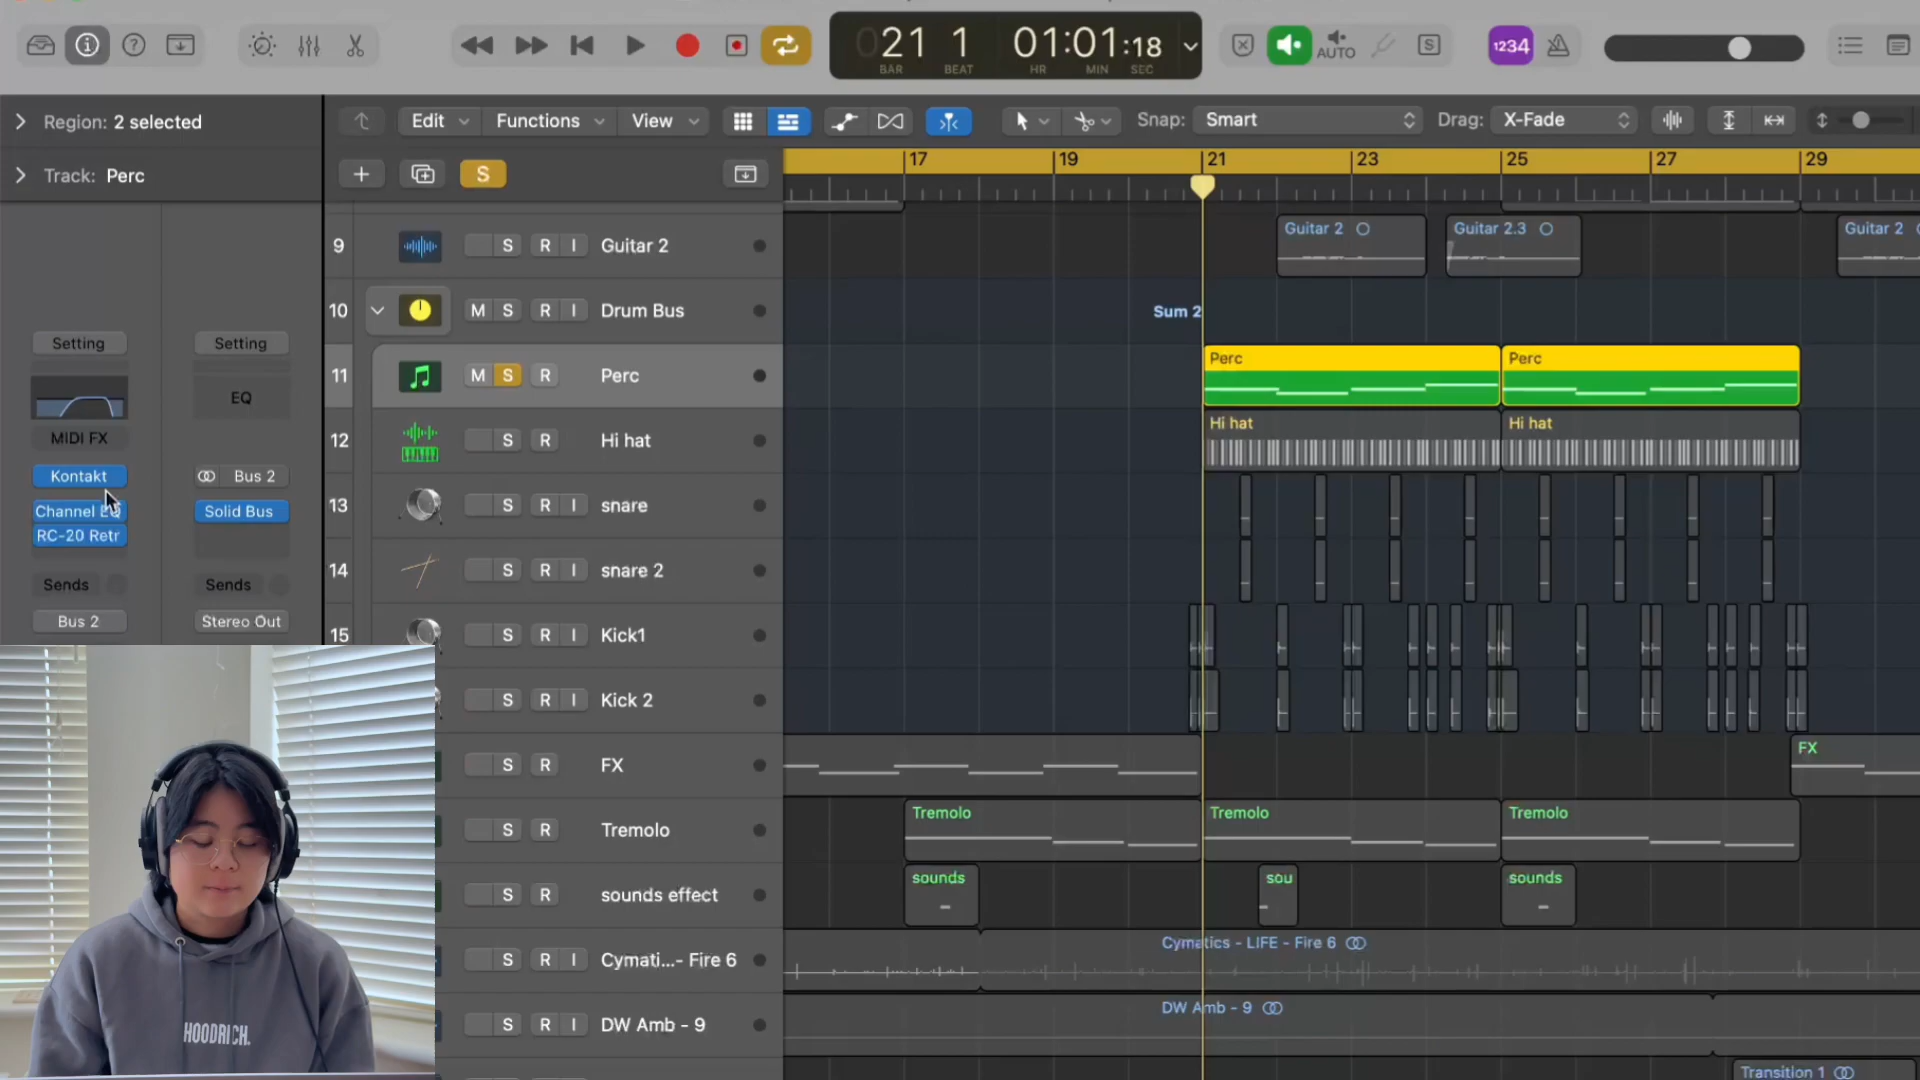 21 1 01:01:18
BAR BEAT HR MIN SEC
AUTO
S
1234
Region: 2 selected
Edit Functions View
Snap: Smart
Drag: X-Fade
Track: Perc
S
17 19 21 23 25 27 29
9 S R I Guitar 2
Guitar 2 Guitar 2.3 Guitar 2
10 M S R I Drum Bus
Sum 2
Setting Setting
11 M S R Perc
Perc Perc
EQ
MIDI FX
12 S R Hi hat
Hi hat Hi hat
Kontakt Bus 2
Channel EQ Solid Bus
RC-20 Retr
13 S R I snare
14 S R I snare 2
Sends Sends
Bus 2 Stereo Out
15 S R I Kick1
S R I Kick 2
S R FX
FX
S R Tremolo
Tremolo Tremolo Tremolo
S R sounds effect
sounds sou sounds
S R I Cymati...- Fire 6
Cymatics - LIFE - Fire 6
S R I DW Amb - 9
DW Amb - 9
HOODRICH.
Transition 1